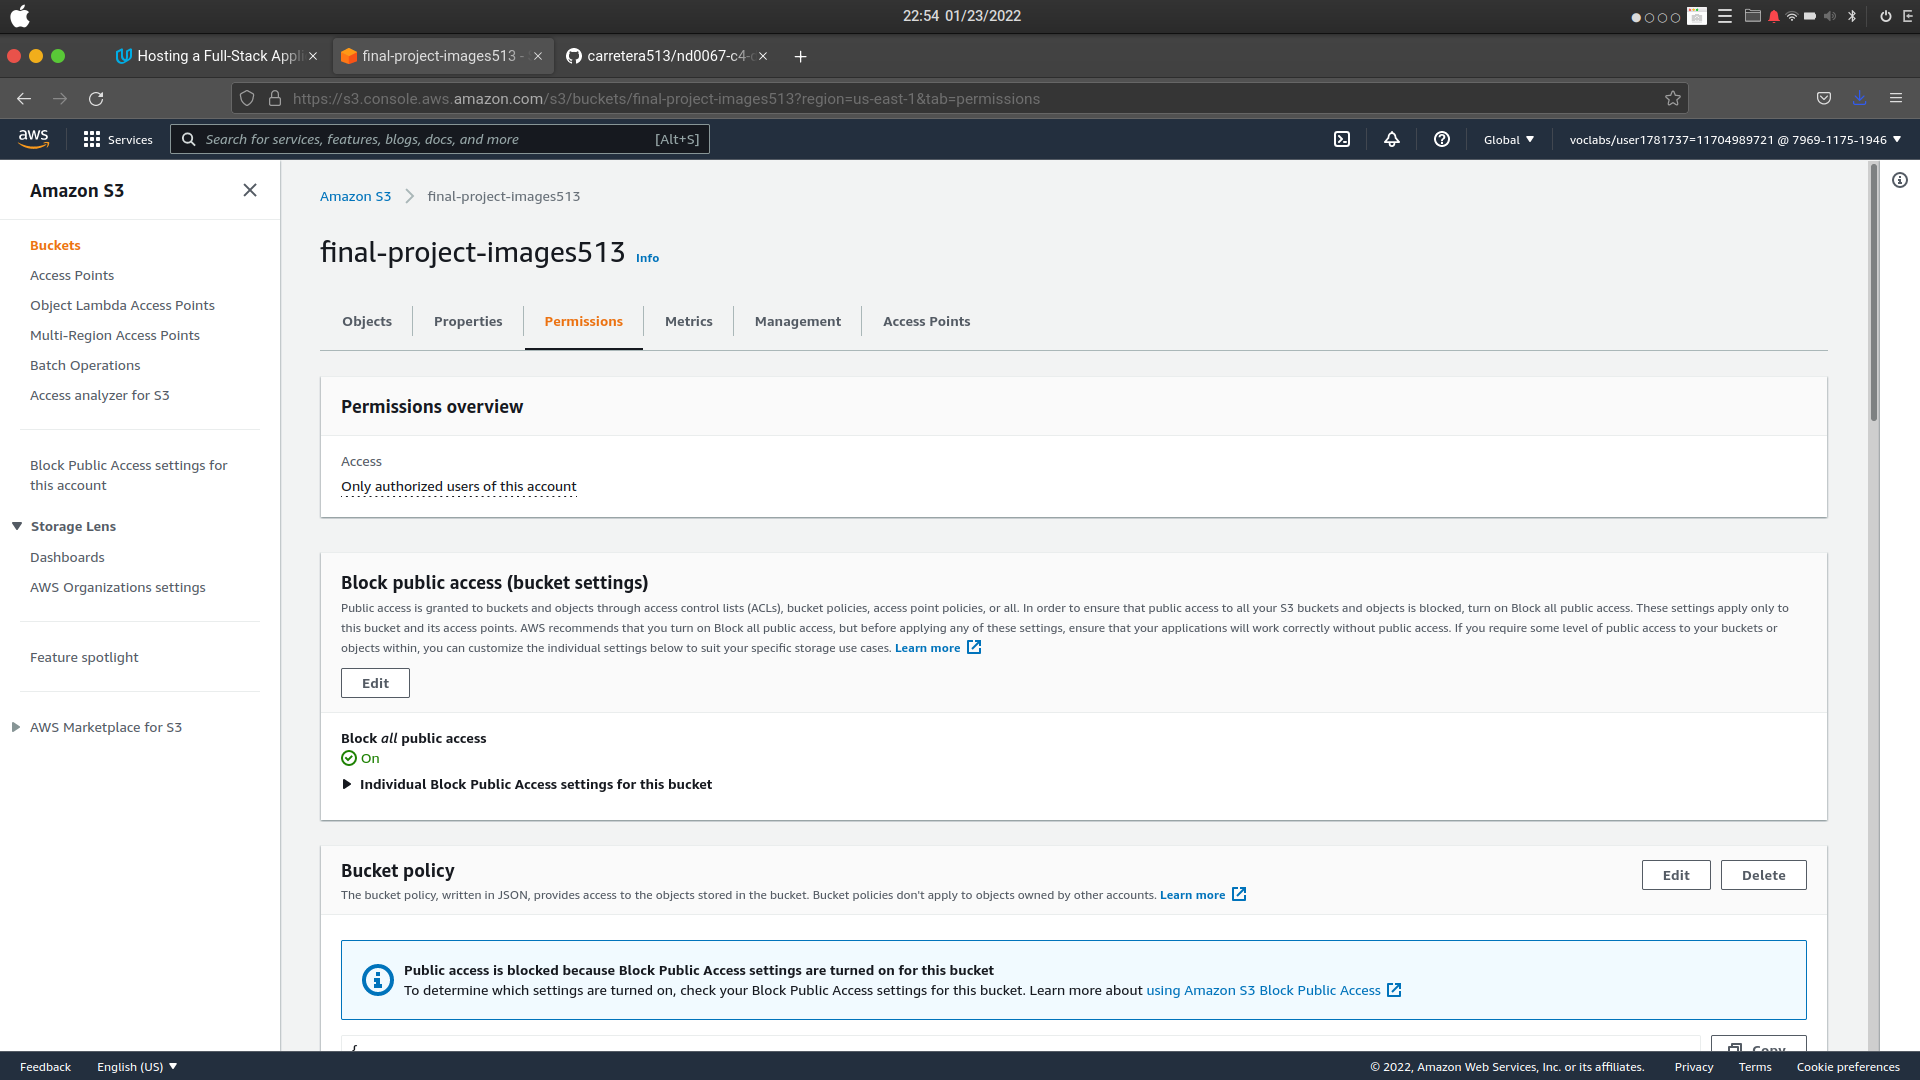 22:54 01/23/2022
Hosting a Full-Stack Appli
final-project-images513 -
carretera513/nd0067-c4-
https://s3.console.aws.amazon.com/s3/buckets/final-project-images513?region=us-east-1&tab=permissions
aws
Services
Search for services, features, blogs, docs, and more
[Alt+S]
Global
voclabs/user1781737=11704989721 @ 7969-1175-1946
Amazon S3
Buckets
Access Points
Object Lambda Access Points
Multi-Region Access Points
Batch Operations
Access analyzer for S3
Block Public Access settings for
this account
Storage Lens
Dashboards
AWS Organizations settings
Feature spotlight
AWS Marketplace for S3
Amazon S3
final-project-images513
final-project-images513 Info
Objects
Properties
Permissions
Metrics
Management
Access Points
Permissions overview
Access
Only authorized users of this account
Block public access (bucket settings)
Public access is granted to buckets and objects through access control lists (ACLs), bucket policies, access point policies, or all. In order to ensure that public access to all your S3 buckets and objects is blocked, turn on Block all public access. These settings apply only to
this bucket and its access points. AWS recommends that you turn on Block all public access, but before applying any of these settings, ensure that your applications will work correctly without public access. If you require some level of public access to your buckets or
objects within, you can customize the individual settings below to suit your specific storage use cases. Learn more
Edit
Block all public access
On
Individual Block Public Access settings for this bucket
Bucket policy
The bucket policy, written in JSON, provides access to the objects stored in the bucket. Bucket policies don't apply to objects owned by other accounts. Learn more
Edit
Delete
Public access is blocked because Block Public Access settings are turned on for this bucket
To determine which settings are turned on, check your Block Public Access settings for this bucket. Learn more about using Amazon S3 Block Public Access
{
Copy
Feedback
English (US)
© 2022, Amazon Web Services, Inc. or its affiliates.
Privacy
Terms
Cookie preferences